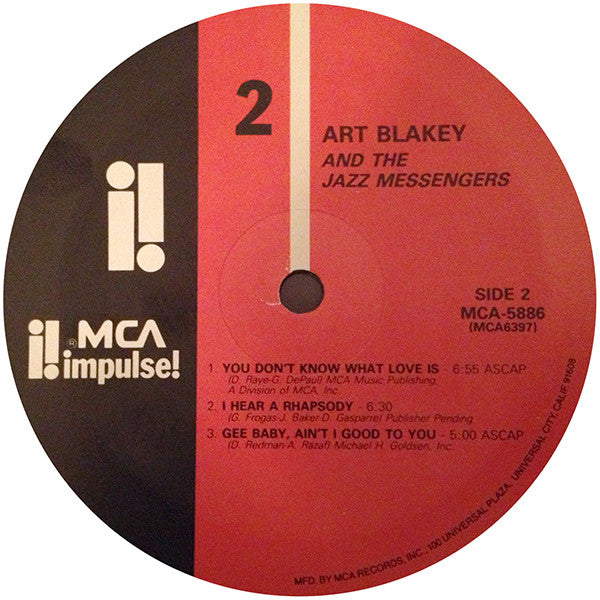 2
ART BLAKEY
AND THE
JAZZ MESSENGERS
i!
i! ® MCA
impulse!
SIDE 2
MCA-5886
(MCA6397)
1. YOU DON'T KNOW WHAT LOVE IS - 6:55 ASCAP
(D. Raye-G. DePaul) MCA Music Publishing,
A Division of MCA, Inc.
2. I HEAR A RHAPSODY - 6:30
(G. Frogas-J. Baker-D. Gasparre) Publisher Pending
3. GEE BABY, AIN'T I GOOD TO YOU - 5:00 ASCAP
(D. Redman-A. Razaf) Michael H. Goldsen, Inc.
MFD. BY MCA RECORDS, INC., 100 UNIVERSAL PLAZA, UNIVERSAL CITY, CALIF. 91608